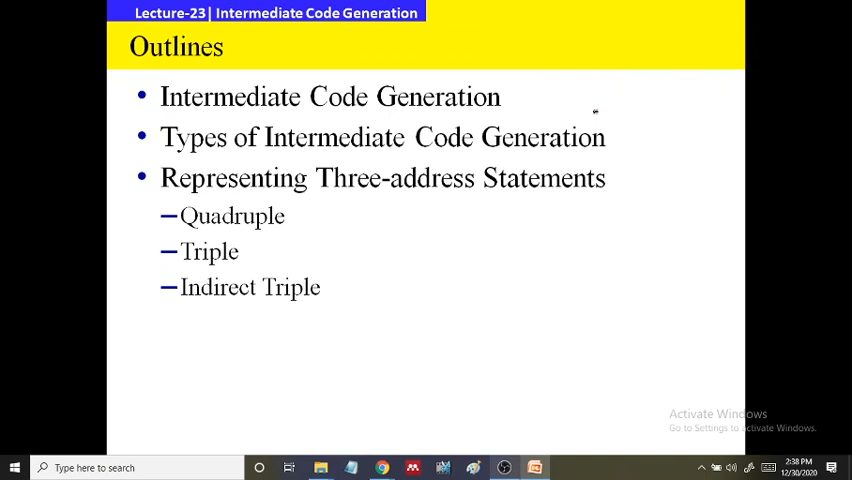 Lecture-23| Intermediate Code Generation
Outlines
• Intermediate Code Generation
• Types of Intermediate Code Generation
• Representing Three-address Statements
–Quadruple
–Triple
–Indirect Triple
Activate Windows
Go to Settings to activate Windows.
Type here to search
2:38 PM
12/30/2020